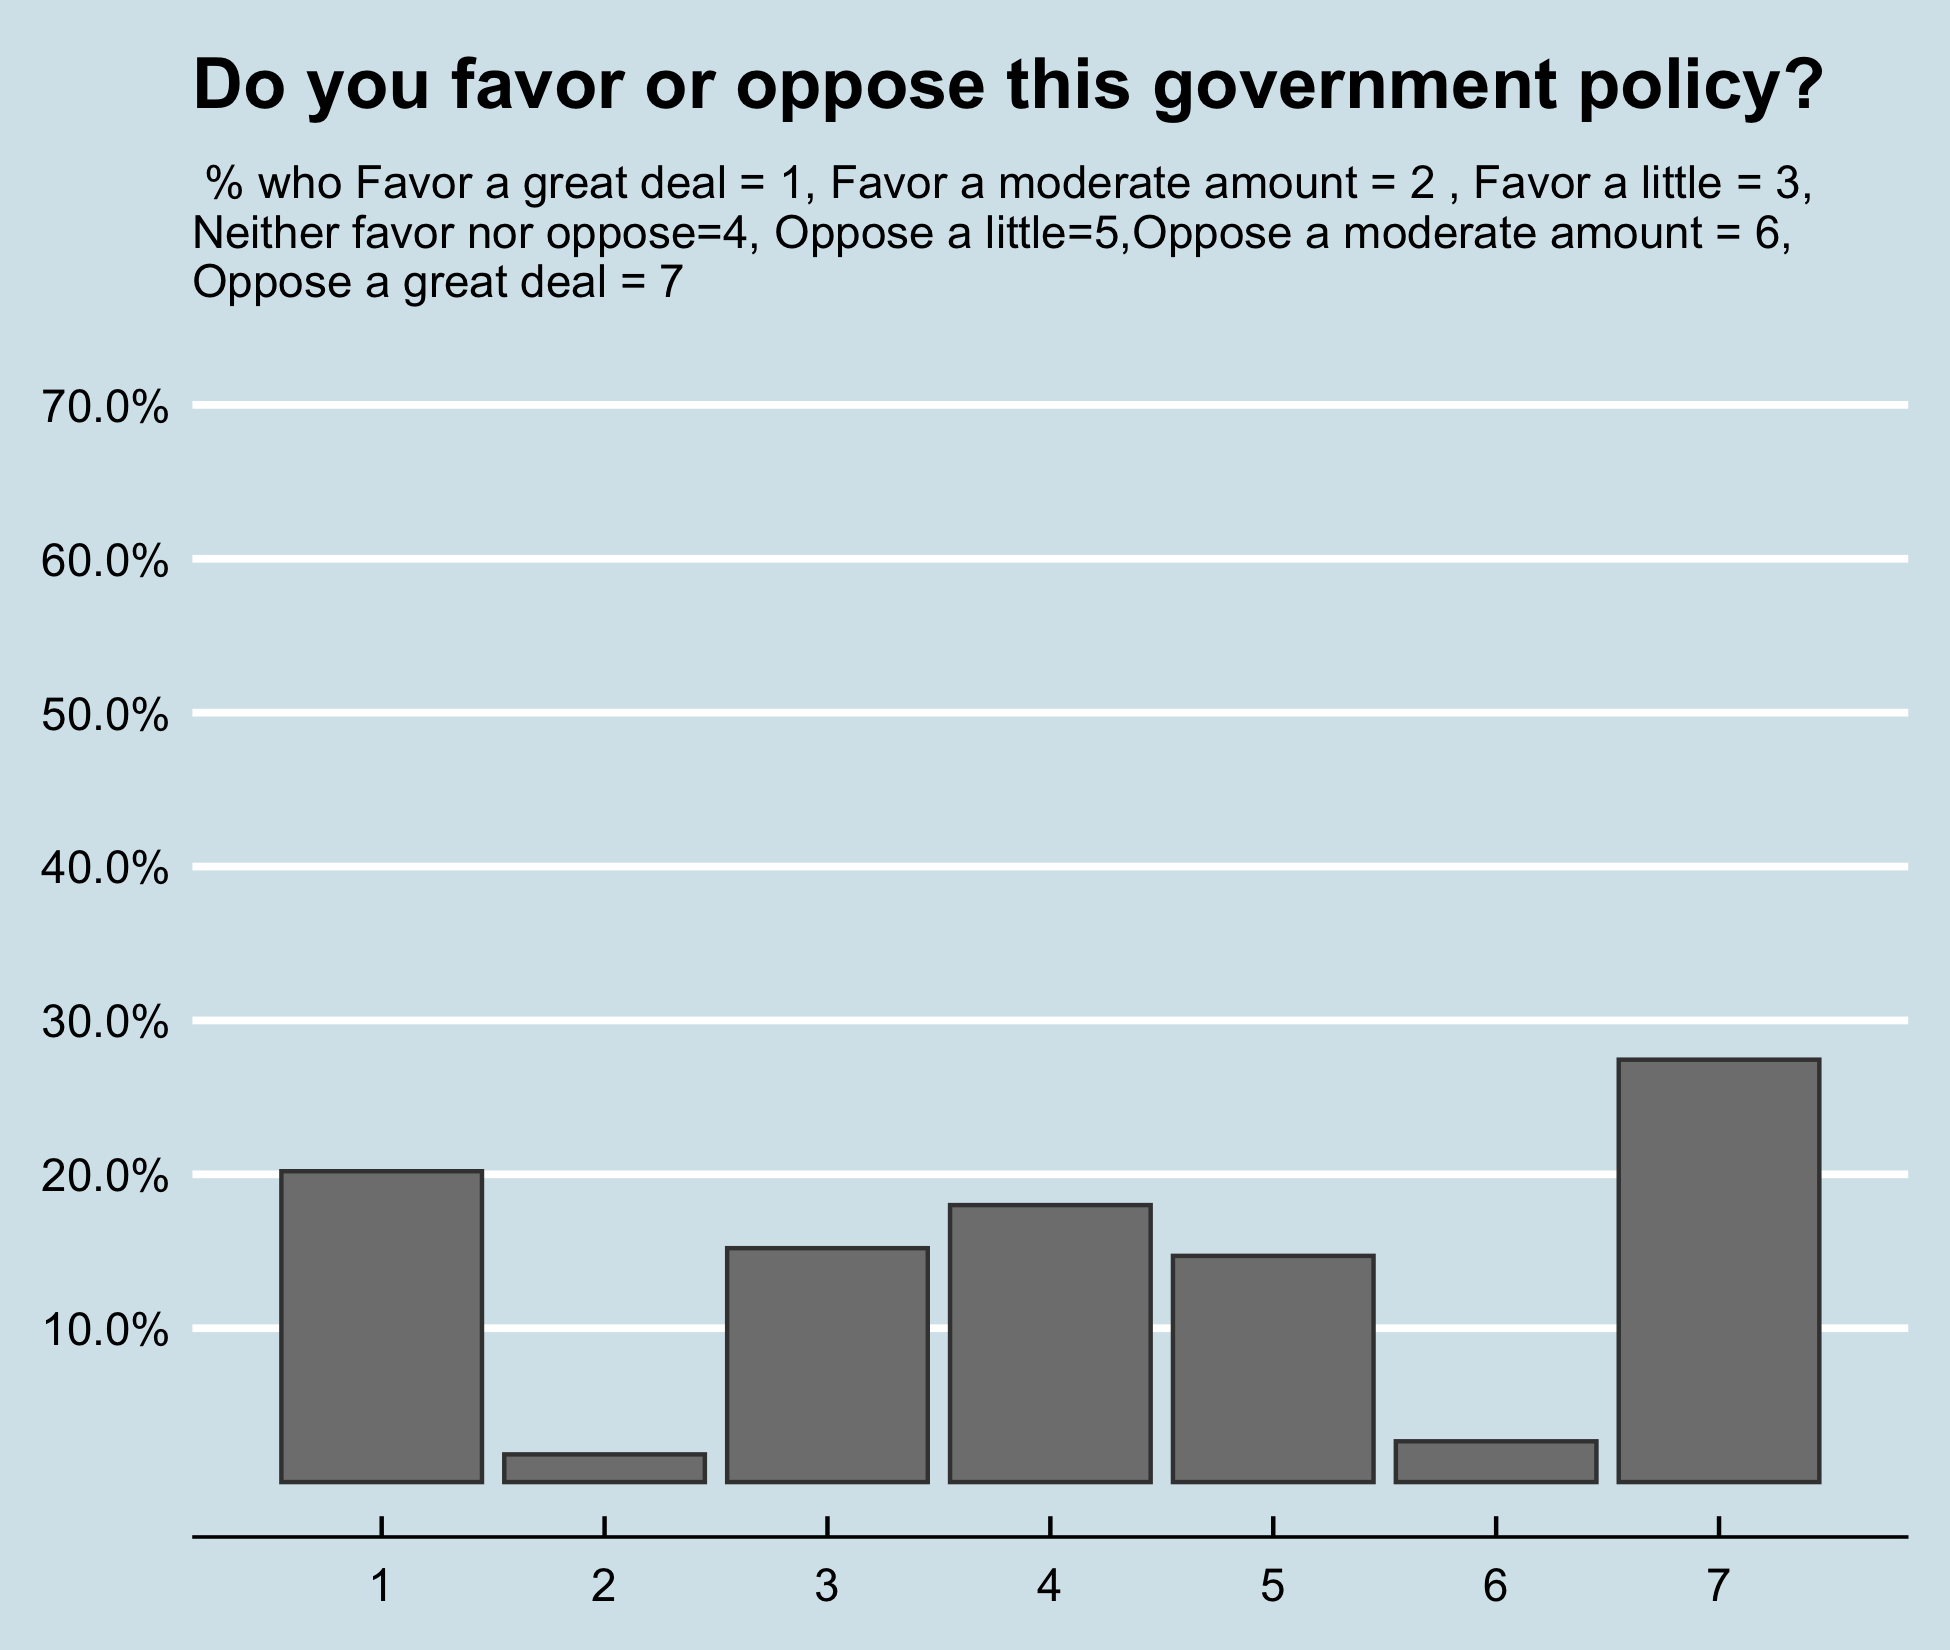 Do you favor or oppose this government policy?
% who Favor a great deal = 1, Favor a moderate amount = 2 , Favor a little = 3,
Neither favor nor oppose=4, Oppose a little=5,Oppose a moderate amount = 6,
Oppose a great deal = 7
70.0%
60.0%
50.0%
40.0%
30.0%
20.0%
10.0%
1 2 3 4 5 6 7